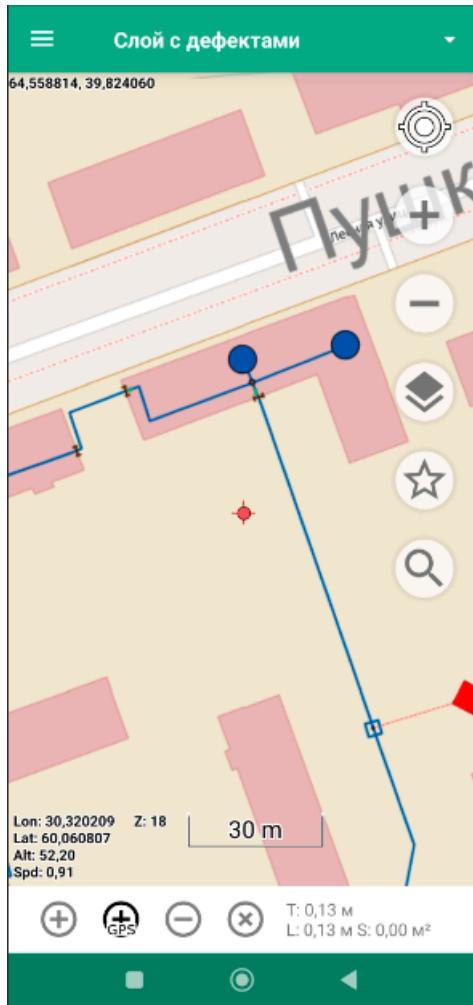 Слой с дефектами
64,558814, 39,824060
Пушк
Lon: 30,320209 Z: 18
Lat: 60,060807
Alt: 52,20
Spd: 0,91
30 m
GPS
T: 0,13 м
L: 0,13 м S: 0,00 м²